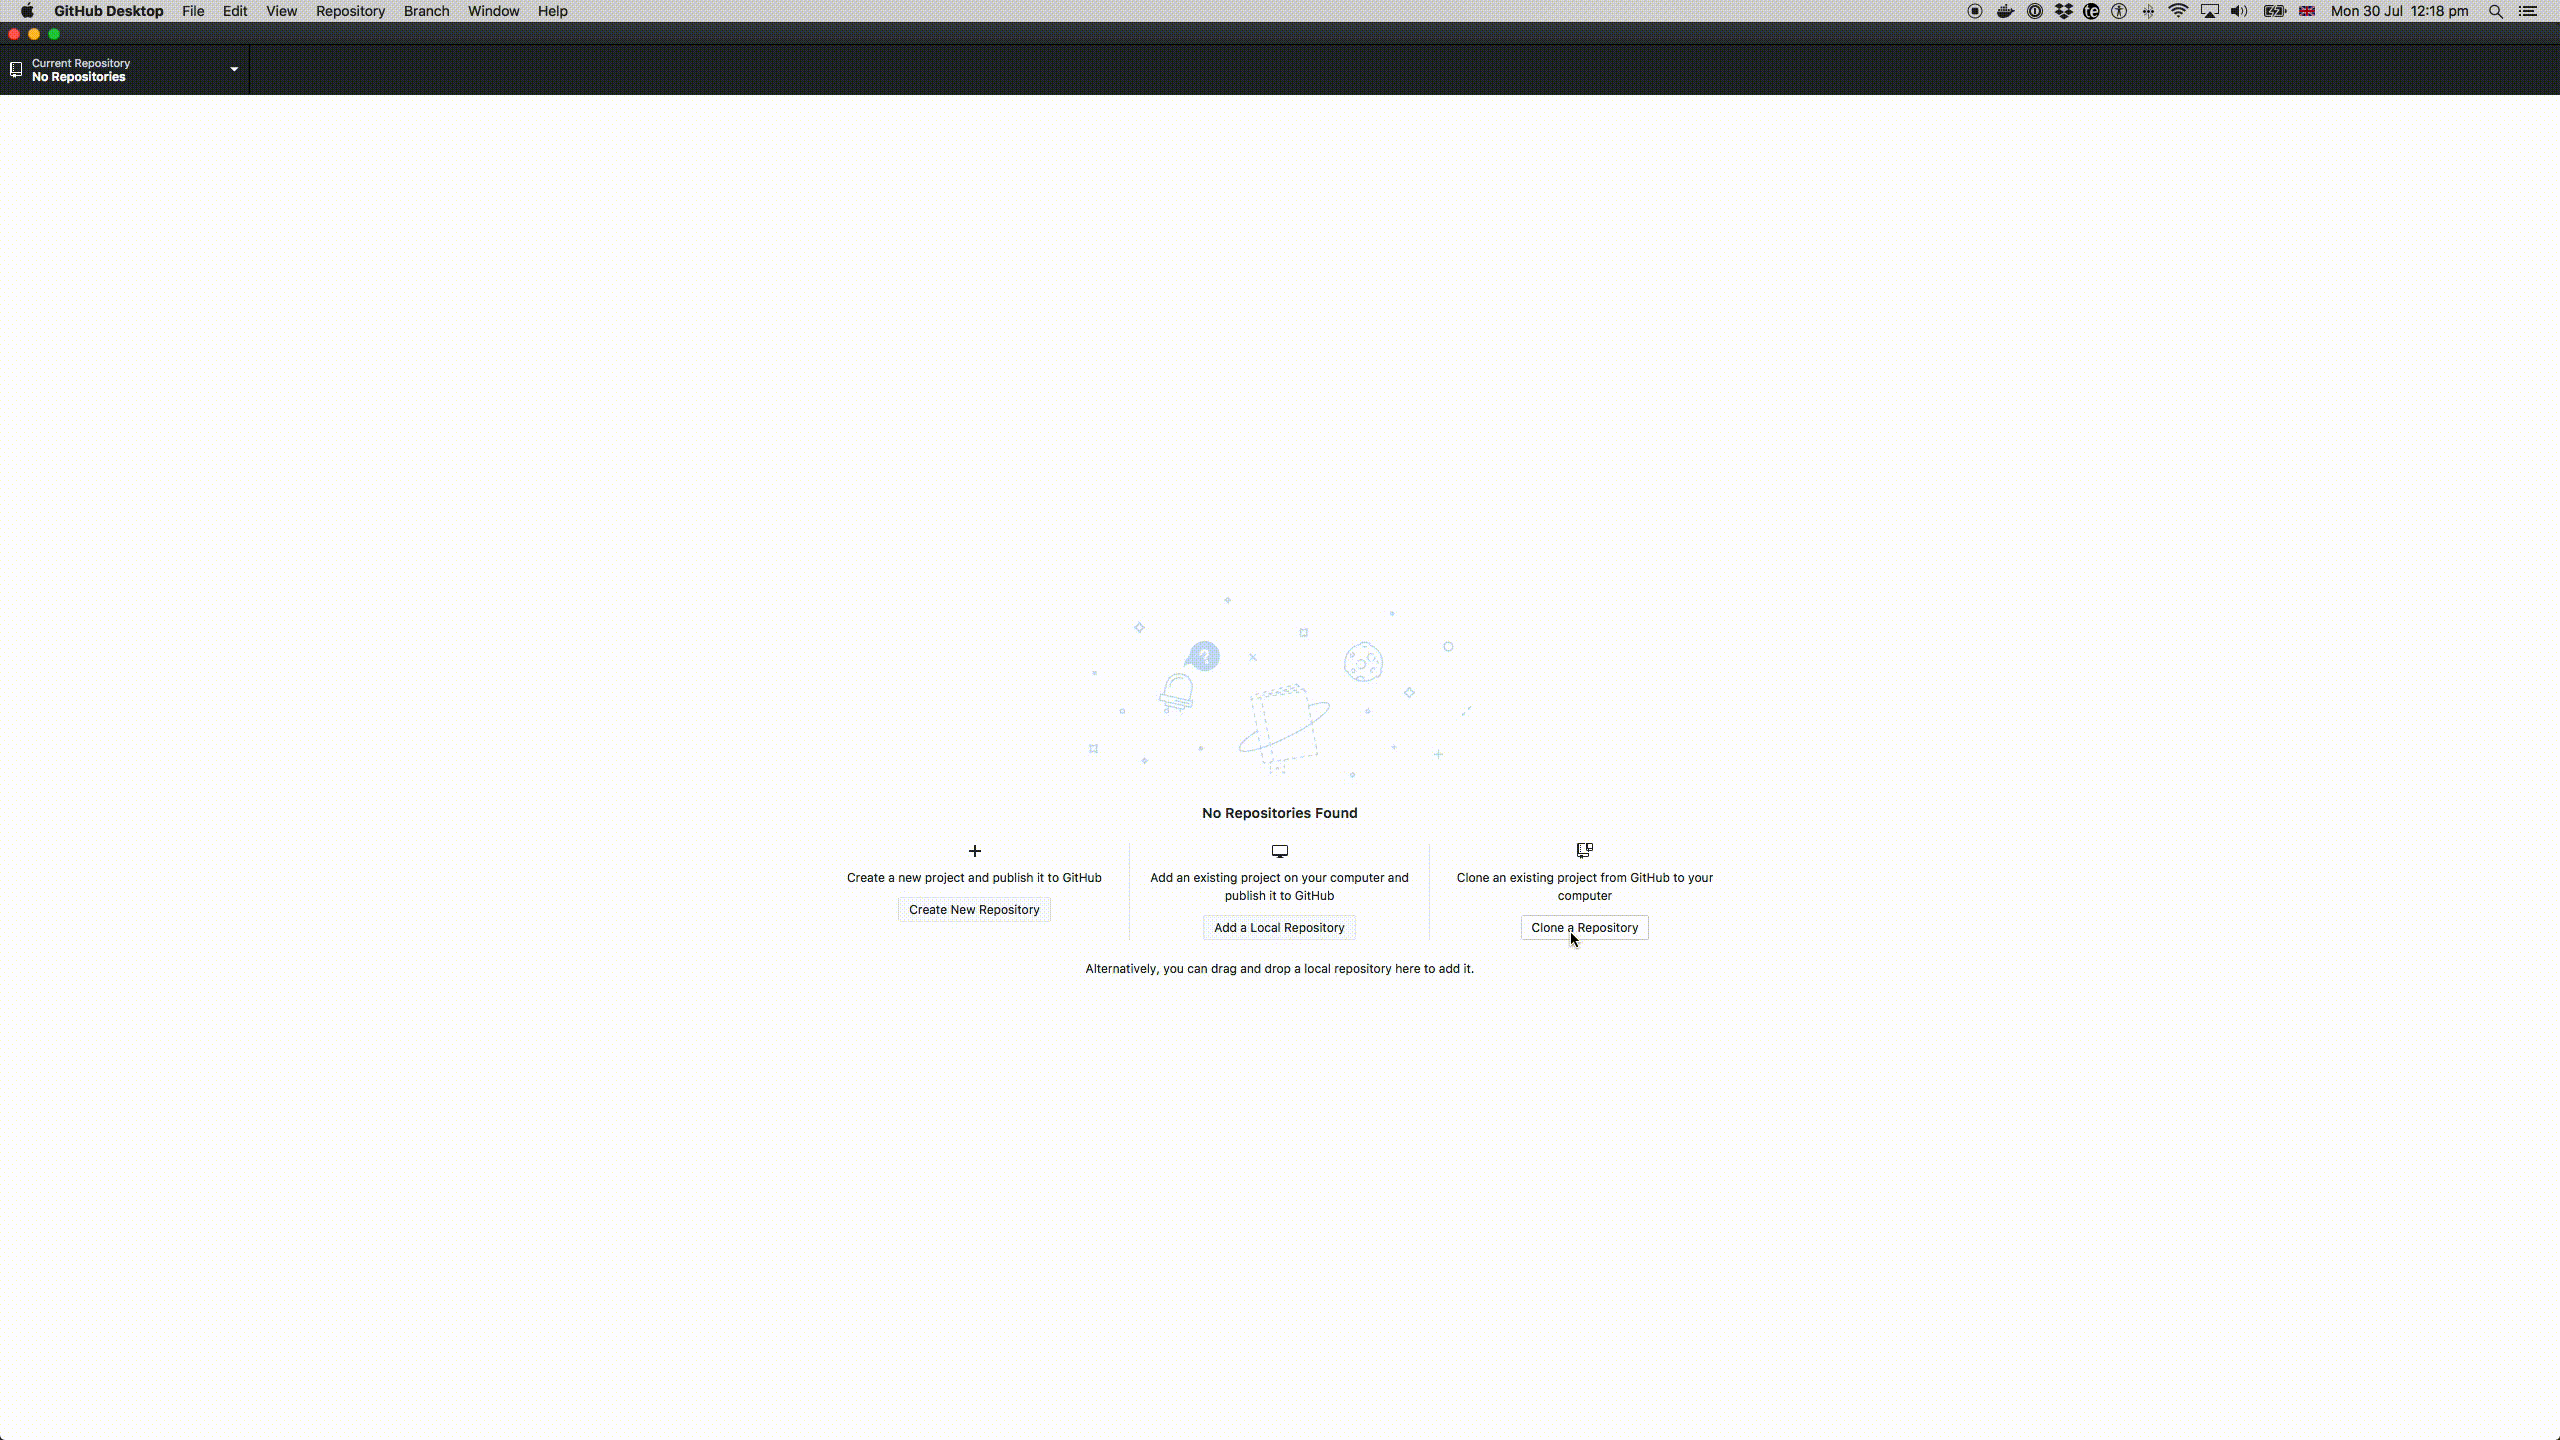 GitHub Desktop File Edit View Repository Branch Window Help Mon 30 Jul 12:18 pm
Current Repository
No Repositories
No Repositories Found
Create a new project and publish it to GitHub
Create New Repository
Add an existing project on your computer and
publish it to GitHub
Add a Local Repository
Clone an existing project from GitHub to your
computer
Clone a Repository
Alternatively, you can drag and drop a local repository here to add it.